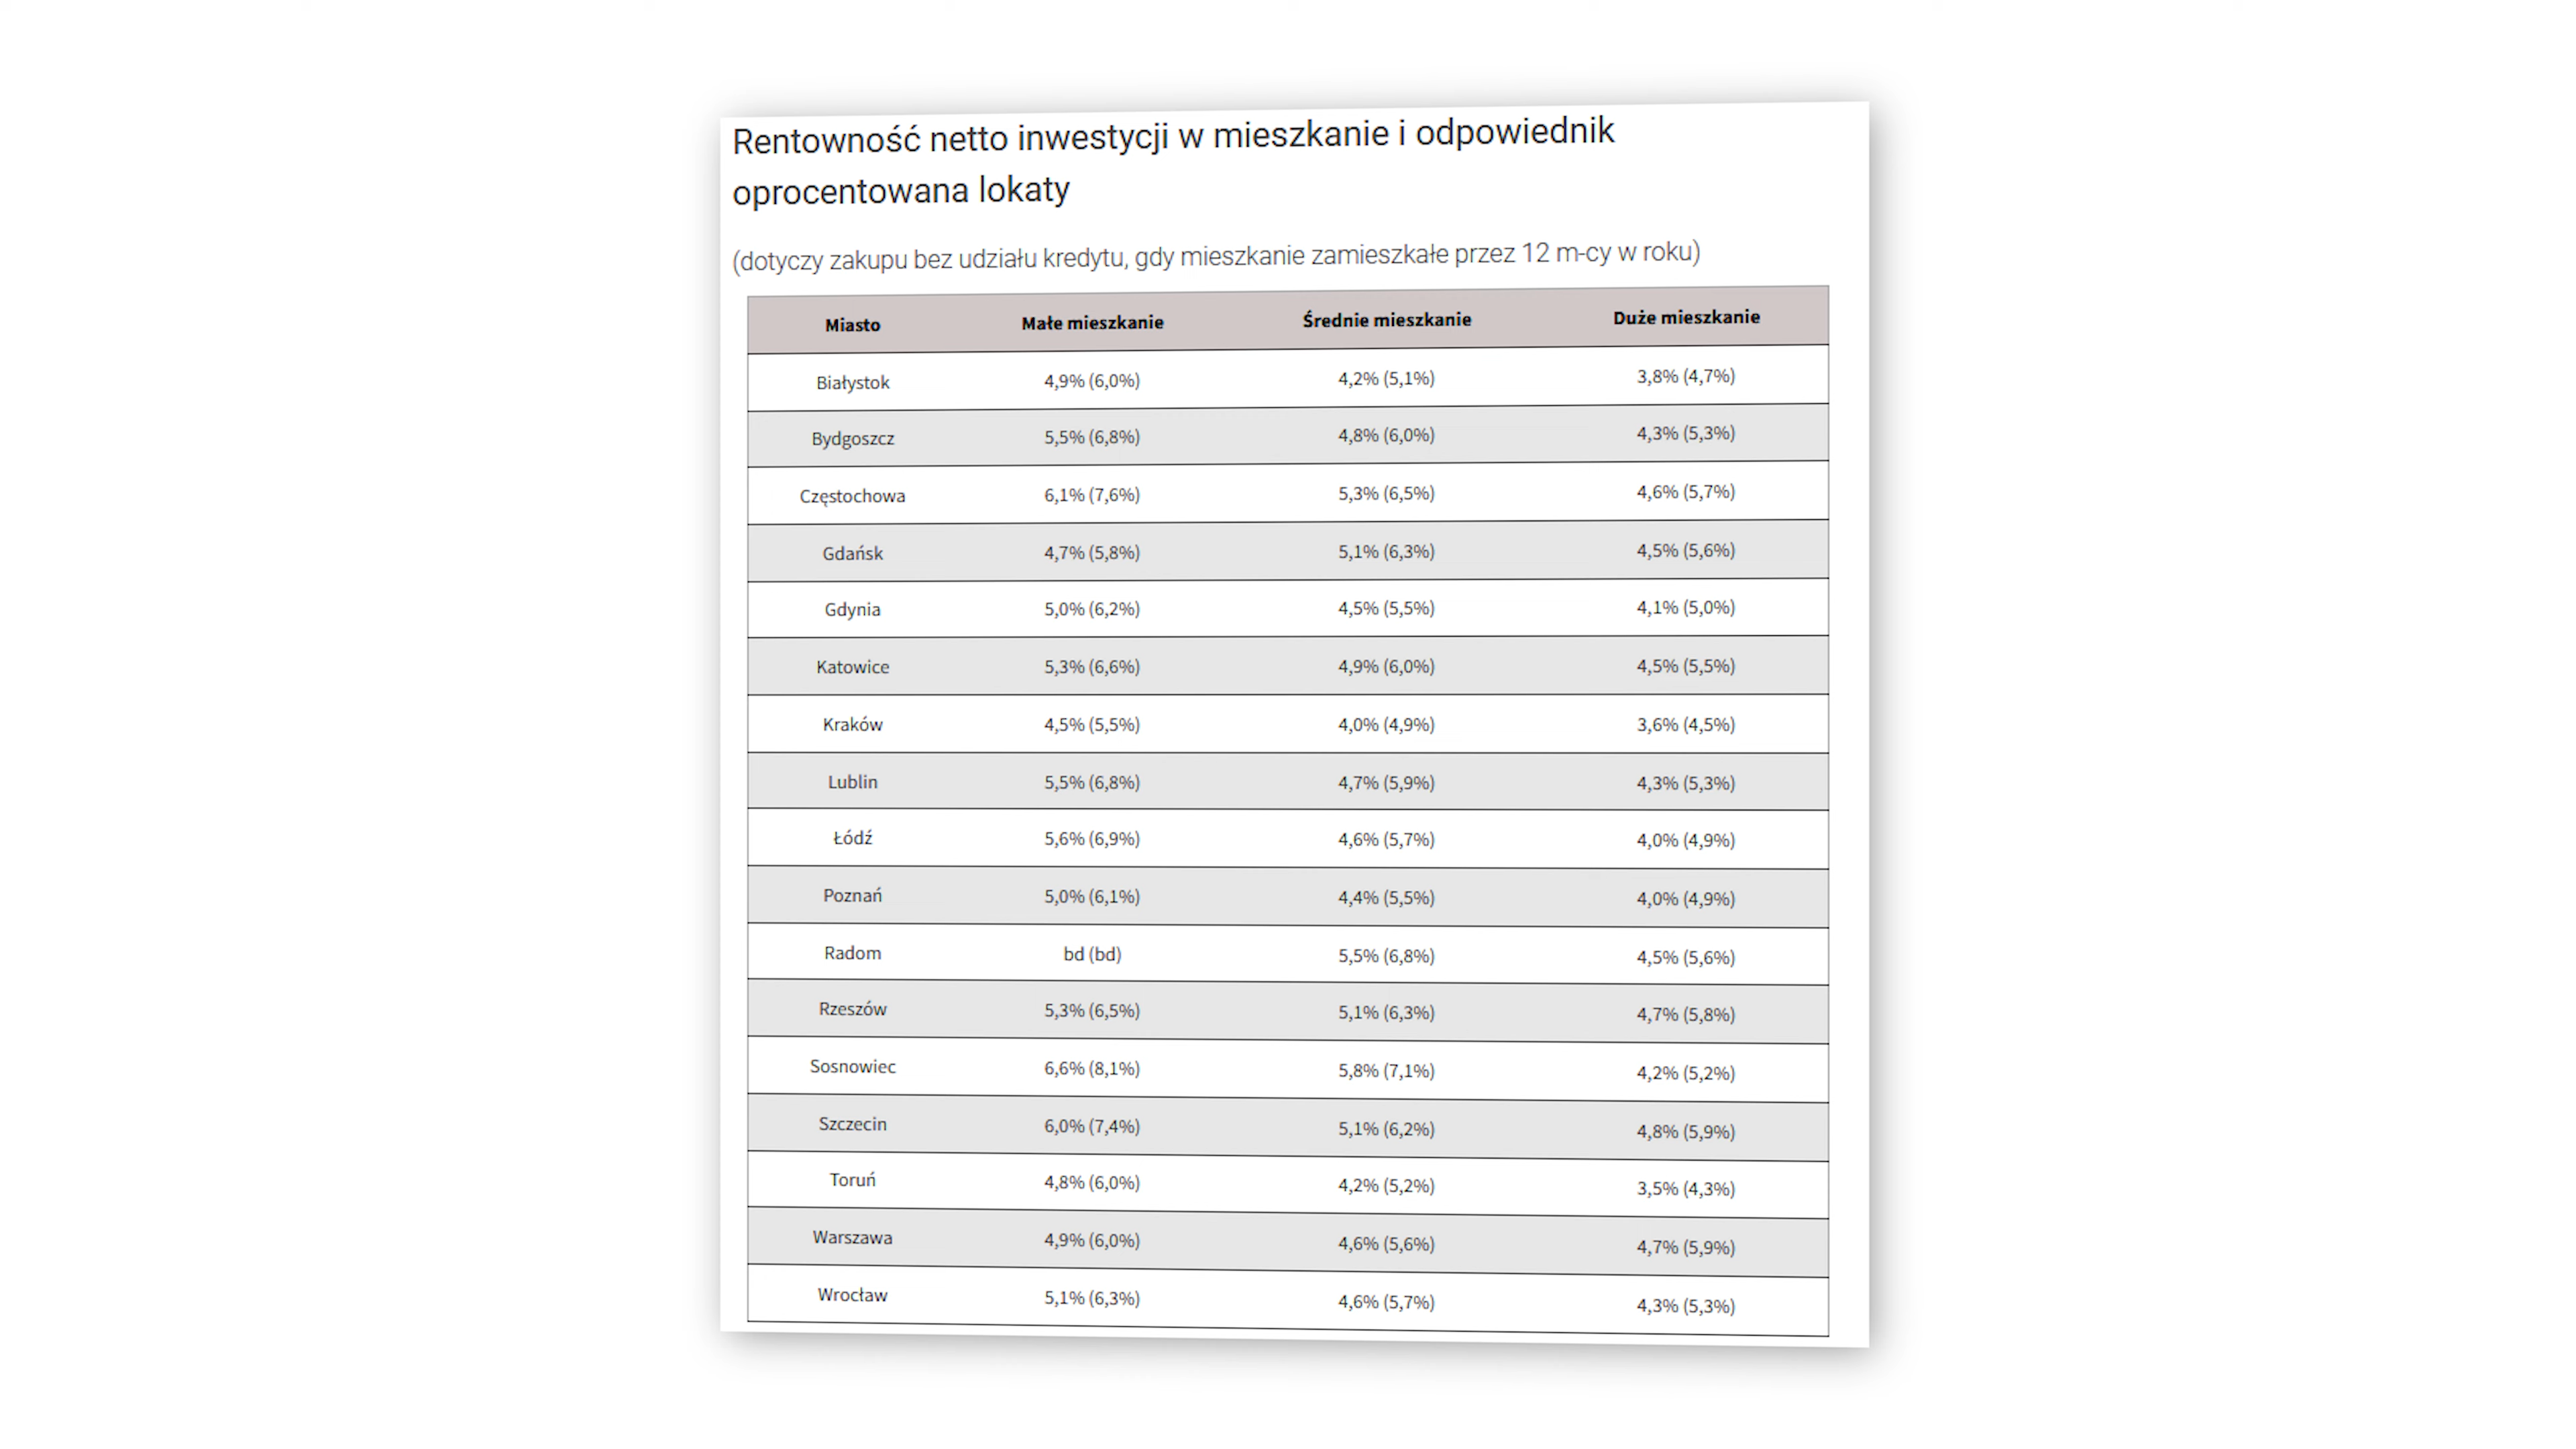 Rentowność netto inwestycji w mieszkanie i odpowiednik
oprocentowana lokaty
(dotyczy zakupu bez udziału kredytu, gdy mieszkanie zamieszkałe przez 12 m-cy w roku)
Miasto Małe mieszkanie Średnie mieszkanie Duże mieszkanie
Białystok 4,9% (6,0%) 4,2% (5,1%) 3,8% (4,7%)
Bydgoszcz 5,5% (6,8%) 4,8% (6,0%) 4,3% (5,3%)
Częstochowa 6,1% (7,6%) 5,3% (6,5%) 4,6% (5,7%)
Gdańsk 4,7% (5,8%) 5,1% (6,3%) 4,5% (5,6%)
Gdynia 5,0% (6,2%) 4,5% (5,5%) 4,1% (5,0%)
Katowice 5,3% (6,6%) 4,9% (6,0%) 4,5% (5,5%)
Kraków 4,5% (5,5%) 4,0% (4,9%) 3,6% (4,5%)
Lublin 5,5% (6,8%) 4,7% (5,9%) 4,3% (5,3%)
Łódź 5,6% (6,9%) 4,6% (5,7%) 4,0% (4,9%)
Poznań 5,0% (6,1%) 4,4% (5,5%) 4,0% (4,9%)
Radom bd (bd) 5,5% (6,8%) 4,5% (5,6%)
Rzeszów 5,3% (6,5%) 5,1% (6,3%) 4,7% (5,8%)
Sosnowiec 6,6% (8,1%) 5,8% (7,1%) 4,2% (5,2%)
Szczecin 6,0% (7,4%) 5,1% (6,2%) 4,8% (5,9%)
Toruń 4,8% (6,0%) 4,2% (5,2%) 3,5% (4,3%)
Warszawa 4,9% (6,0%) 4,6% (5,6%) 4,7% (5,9%)
Wrocław 5,1% (6,3%) 4,6% (5,7%) 4,3% (5,3%)